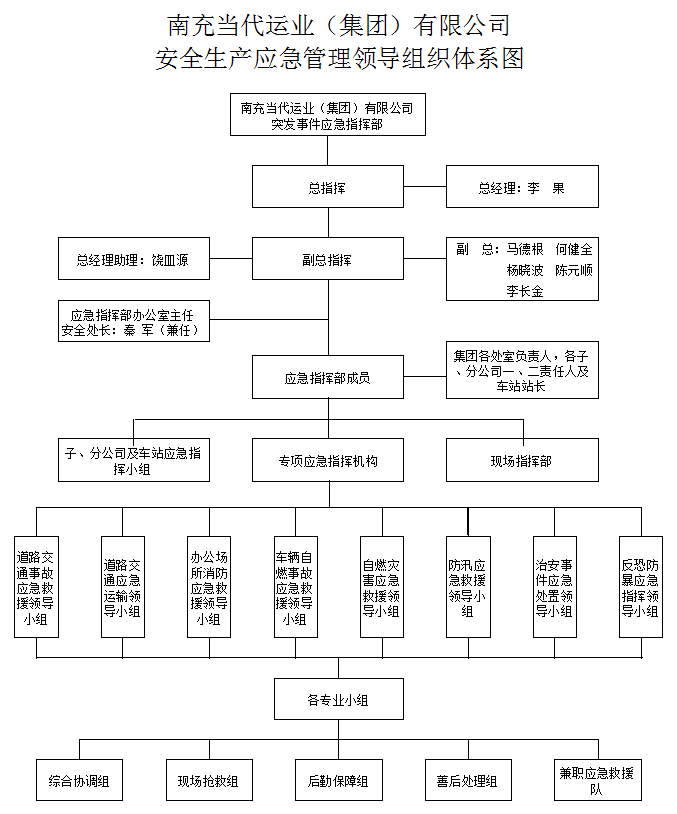 南充当代运业（集团）有限公司
安全生产应急管理领导组织体系图
南充当代运业（集团）有限公司
突发事件应急指挥部
总指挥
总经理：李　果
总经理助理：饶皿源
副总指挥
副　总：马德根　何健全
杨晓波　陈元顺
李长金
应急指挥部办公室主任
安全处长：秦 军（兼任）
应急指挥部成员
集团各处室负责人，各子
、分公司一、二责任人及
车站站长
子、分公司及车站应急指
挥小组
专项应急指挥机构
现场指挥部
道路交
通事故
应急救
援领导
小组
道路交
通应急
运输领
导小组
办公场
所消防
应急救
援领导
小组
车辆自
燃事故
应急救
援领导
小组
自燃灾
害应急
救援领
导小组
防汛应
急救援
领导小
组
治安事
件应急
处置领
导小组
反恐防
暴应急
指挥领
导小组
各专业小组
综合协调组
现场抢救组
后勤保障组
善后处理组
兼职应急救援
队